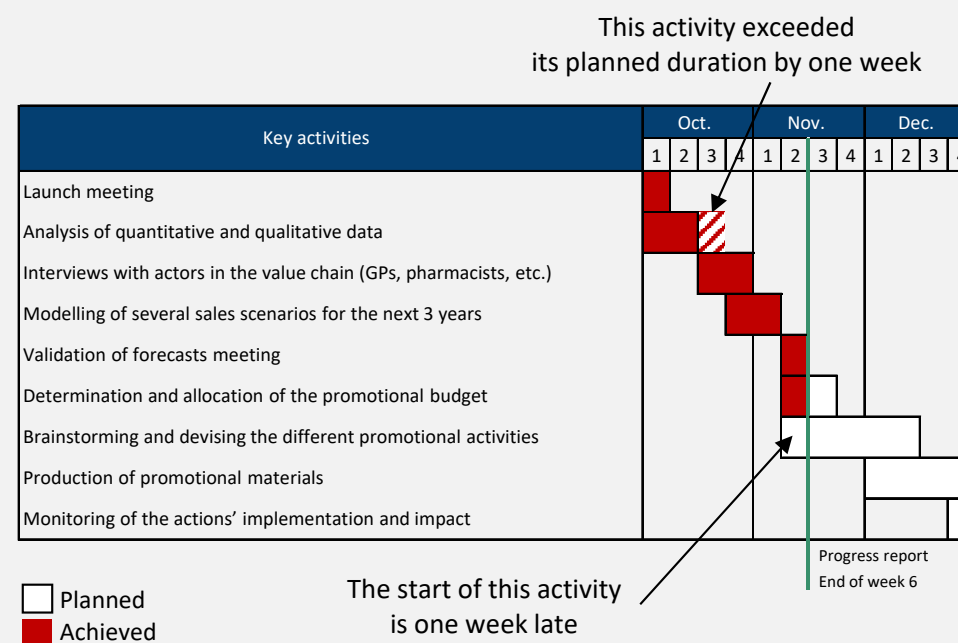 This activity exceeded
its planned duration by one week
Key activities
Oct. Nov. Dec.
1 2 3 4 1 2 3 4 1 2 3 4
Launch meeting
Analysis of quantitative and qualitative data
Interviews with actors in the value chain (GPs, pharmacists, etc.)
Modelling of several sales scenarios for the next 3 years
Validation of forecasts meeting
Determination and allocation of the promotional budget
Brainstorming and devising the different promotional activities
Production of promotional materials
Monitoring of the actions’ implementation and impact
Progress report
End of week 6
The start of this activity
is one week late
Planned
Achieved